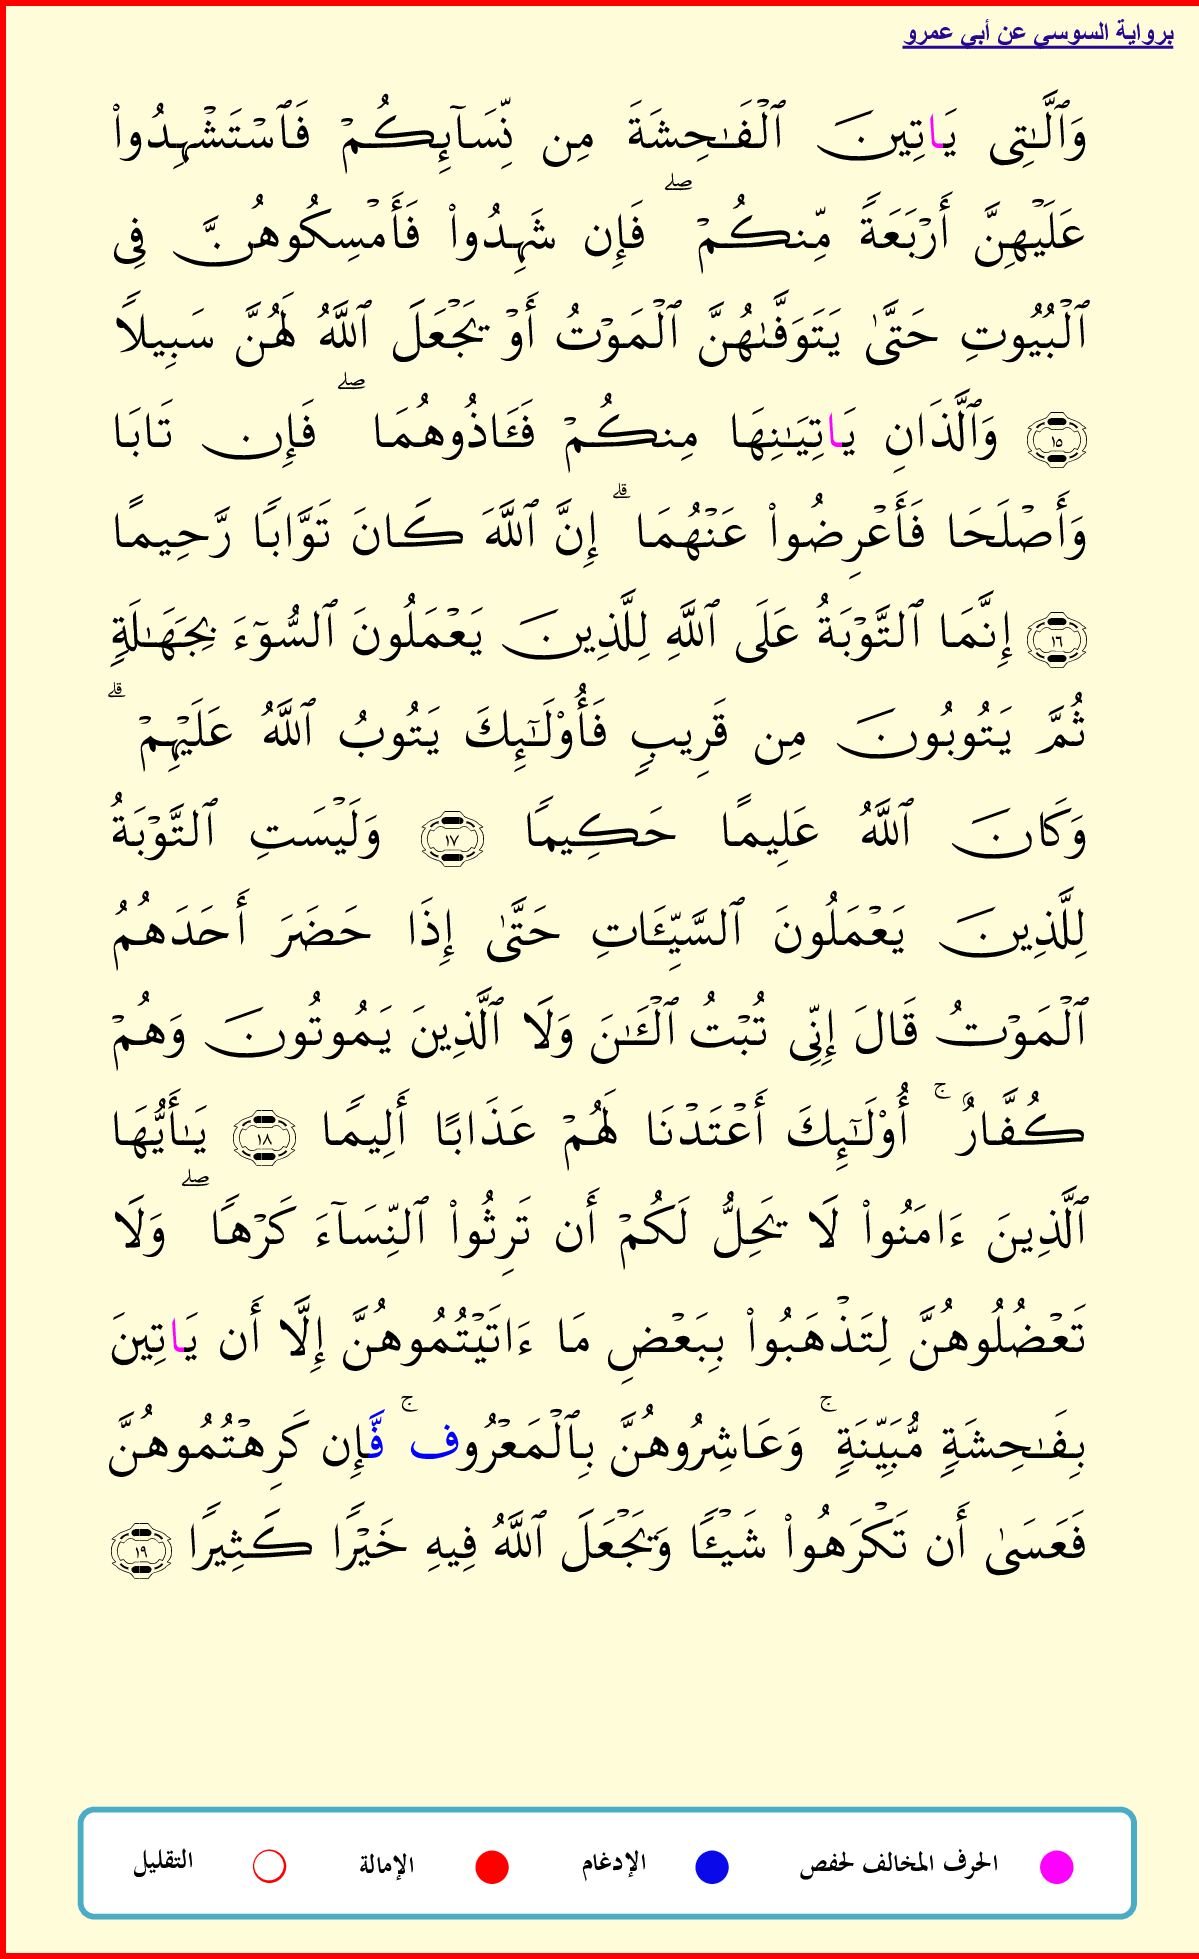 برواية السوسي عن أبي عمرو
وَٱلَّٰتِى يَاتِينَ ٱلْفَٰحِشَةَ مِن نِّسَآئِكُمْ فَٱسْتَشْهِدُوا۟
عَلَيْهِنَّ أَرْبَعَةً مِّنكُمْ ۖ فَإِن شَهِدُوا۟ فَأَمْسِكُوهُنَّ فِى
ٱلْبُيُوتِ حَتَّىٰ يَتَوَفَّىٰهُنَّ ٱلْمَوْتُ أَوْ يَجْعَلَ ٱللَّهُ لَهُنَّ سَبِيلًا
١٥ وَٱلَّذَانِ يَاتِيَٰنِهَا مِنكُمْ فَـَٔاذُوهُمَا ۖ فَإِن تَابَا
وَأَصْلَحَا فَأَعْرِضُوا۟ عَنْهُمَا ۗ إِنَّ ٱللَّهَ كَانَ تَوَّابًا رَّحِيمًا
١٦ إِنَّمَا ٱلتَّوْبَةُ عَلَى ٱللَّهِ لِلَّذِينَ يَعْمَلُونَ ٱلسُّوٓءَ بِجَهَٰلَةٍ
ثُمَّ يَتُوبُونَ مِن قَرِيبٍ فَأُو۟لَٰٓئِكَ يَتُوبُ ٱللَّهُ عَلَيْهِمْ ۗ
وَكَانَ ٱللَّهُ عَلِيمًا حَكِيمًا ١٧ وَلَيْسَتِ ٱلتَّوْبَةُ
لِلَّذِينَ يَعْمَلُونَ ٱلسَّيِّـَٔاتِ حَتَّىٰ إِذَا حَضَرَ أَحَدَهُمُ
ٱلْمَوْتُ قَالَ إِنِّى تُبْتُ ٱلْـَٰٔنَ وَلَا ٱلَّذِينَ يَمُوتُونَ وَهُمْ
كُفَّارٌ ۚ أُو۟لَٰٓئِكَ أَعْتَدْنَا لَهُمْ عَذَابًا أَلِيمًا ١٨ يَٰأَيُّهَا
ٱلَّذِينَ ءَامَنُوا۟ لَا يَحِلُّ لَكُمْ أَن تَرِثُوا۟ ٱلنِّسَآءَ كَرْهًا ۖ وَلَا
تَعْضُلُوهُنَّ لِتَذْهَبُوا۟ بِبَعْضِ مَا ءَاتَيْتُمُوهُنَّ إِلَّا أَن يَاتِينَ
بِفَٰحِشَةٍ مُّبَيِّنَةٍ ۚ وَعَاشِرُوهُنَّ بِٱلْمَعْرُوف ۚ فَّإِن كَرِهْتُمُوهُنَّ
فَعَسَىٰ أَن تَكْرَهُوا۟ شَيْـًٔا وَيَجْعَلَ ٱللَّهُ فِيهِ خَيْرًا كَثِيرًا ١٩
الحرف المخالف لحفص الإدغام الإمالة التقليل